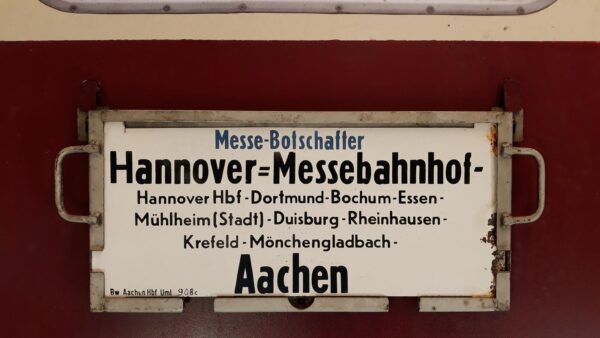 Messe-Botschafter
Hannover=Messebahnhof-
Hannover Hbf-Dortmund-Bochum-Essen-
Mühlheim(Stadt)-Duisburg-Rheinhausen-
Krefeld-Mönchengladbach-
Aachen
Bw Aachen Hbf Uml 908c